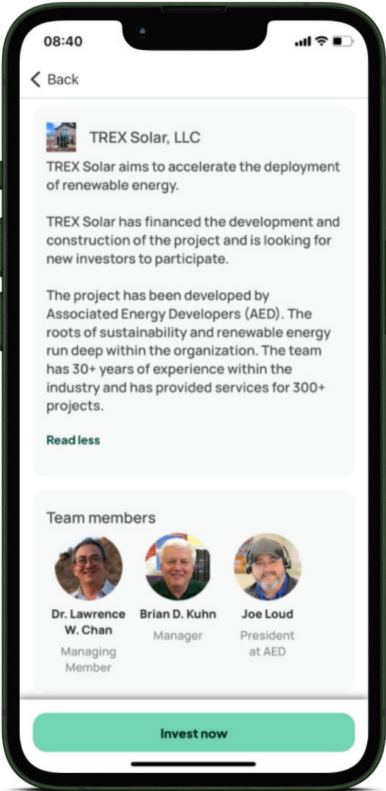 08:40
Back
TREX Solar, LLC
TREX Solar aims to accelerate the deployment
of renewable energy.
TREX Solar has financed the development and
construction of the project and is looking for
new investors to participate.
The project has been developed by
Associated Energy Developers (AED). The
roots of sustainability and renewable energy
run deep within the organization. The team
has 30+ years of experience within the
industry and has provided services for 300+
projects.
Read less
Team members
Dr. Lawrence
W. Chan
Managing
Member
Brian D. Kuhn
Manager
Joe Loud
President
at AED
Invest now